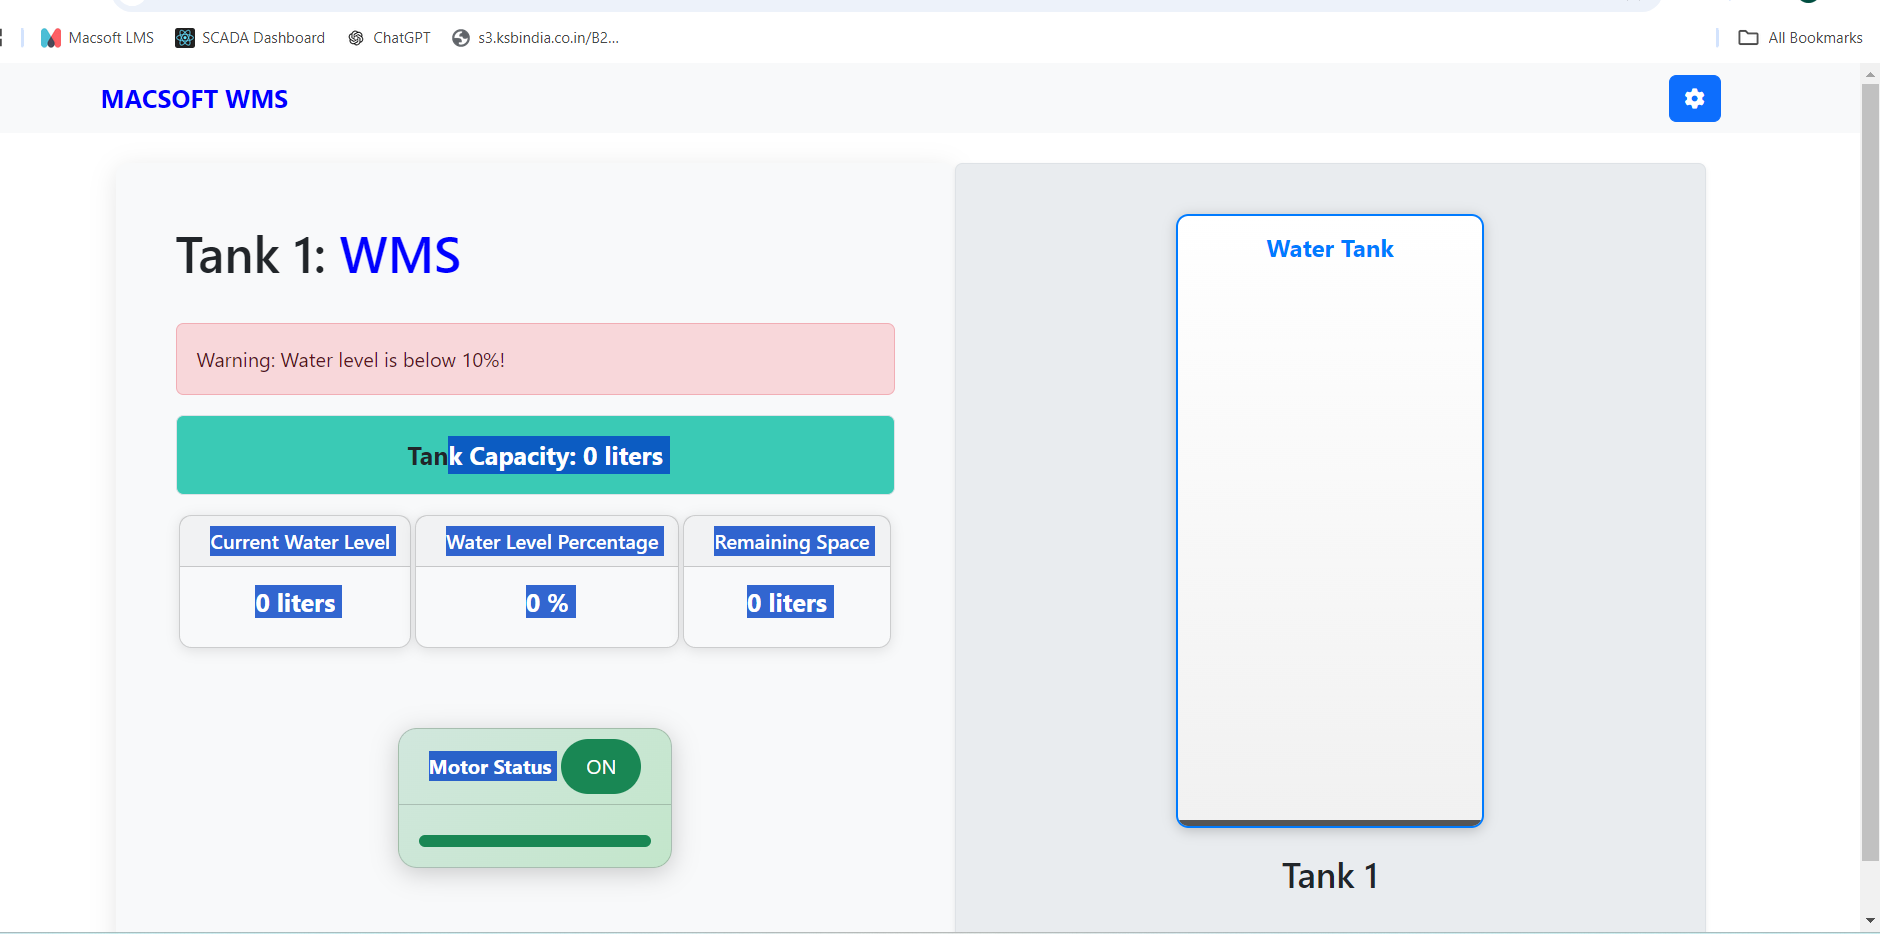 Macsoft LMS
SCADA Dashboard
ChatGPT
s3.ksbindia.co.in/B2...
All Bookmarks
MACSOFT WMS
Tank 1: WMS
Warning: Water level is below 10%!
Tank Capacity: 0 liters
Current Water Level
0 liters
Water Level Percentage
0 %
Remaining Space
0 liters
Motor Status ON
Water Tank
Tank 1